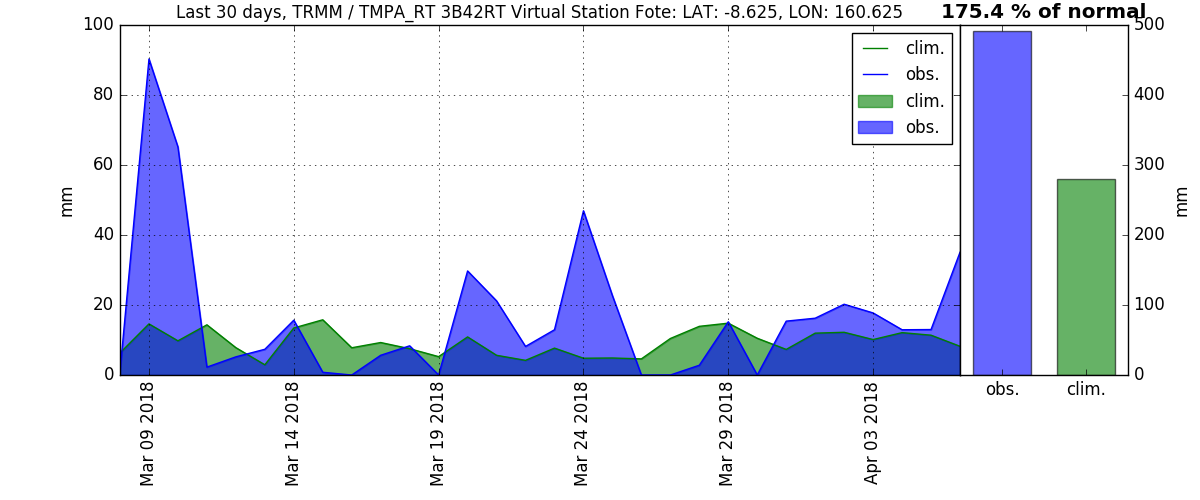 Last 30 days, TRMM / TMPA_RT 3B42RT Virtual Station Fote: LAT: -8.625, LON: 160.625
175.4 % of normal
100
80
60
40
20
0
mm
clim.
obs.
clim.
obs.
500
400
300
200
100
0
mm
Mar 09 2018
Mar 14 2018
Mar 19 2018
Mar 24 2018
Mar 29 2018
Apr 03 2018
obs.
clim.